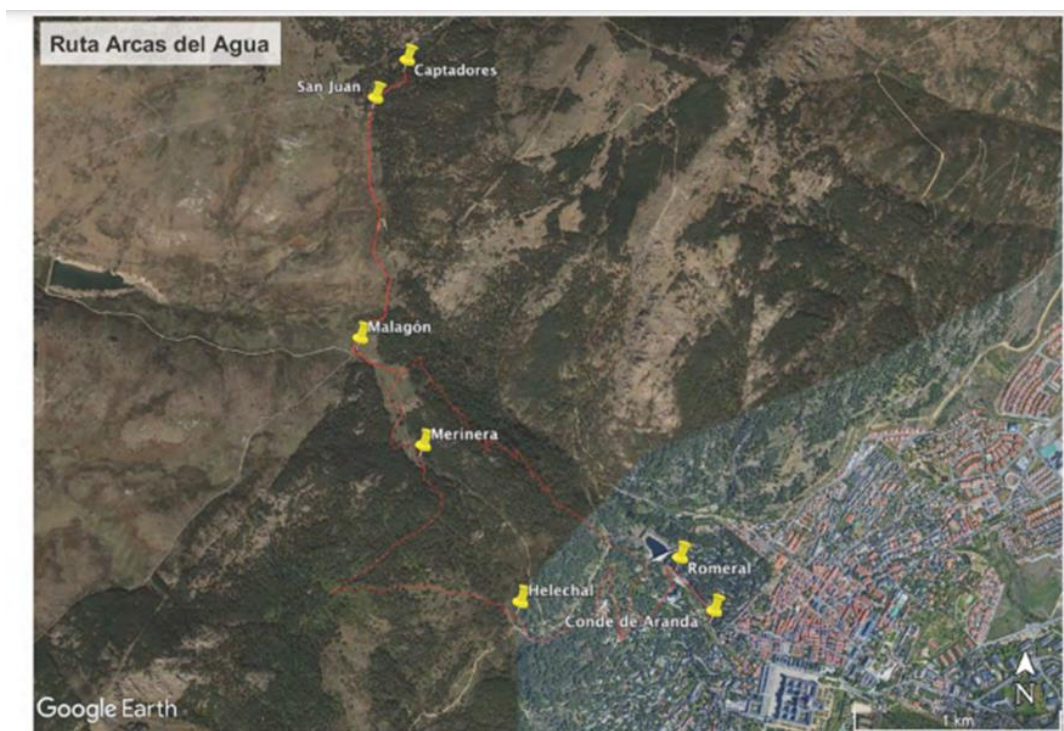 Ruta Arcas del Agua
Captadores
San Juan
Malagón
Merinera
Romeral
Helechal
Conde de Aranda
Google Earth
N
1 km